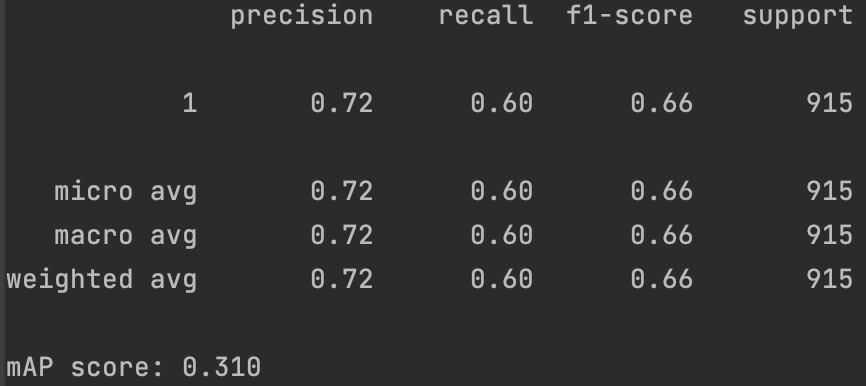 precision recall f1-score support
1 0.72 0.60 0.66 915
micro avg 0.72 0.60 0.66 915
macro avg 0.72 0.60 0.66 915
weighted avg 0.72 0.60 0.66 915
mAP score: 0.310